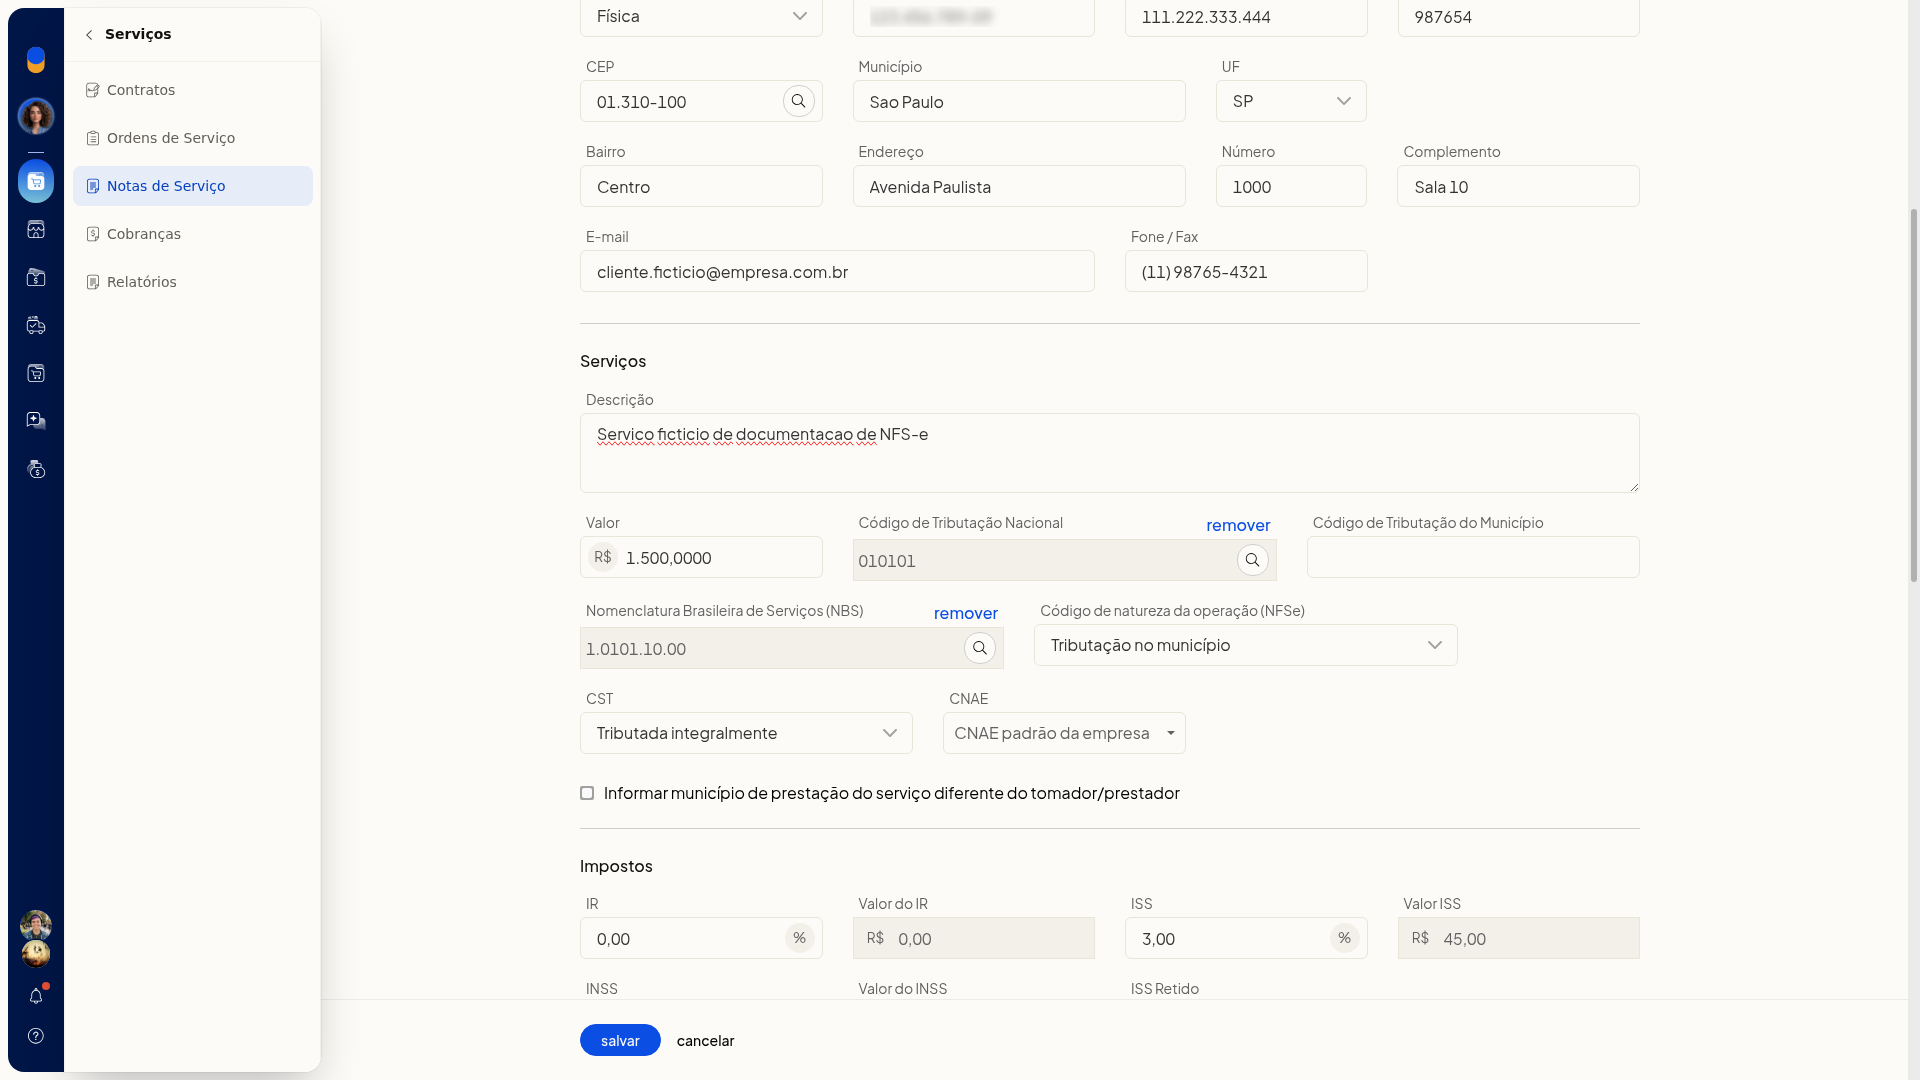 Serviços
Contratos
Ordens de Serviço
Notas de Serviço
Cobranças
Relatórios
Física
111.222.333.444
987654
CEP
Município
UF
01.310-100
Sao Paulo
SP
Bairro
Endereço
Número
Complemento
Centro
Avenida Paulista
1000
Sala 10
E-mail
Fone / Fax
cliente.ficticio@empresa.com.br
(11) 98765-4321
Serviços
Descrição
Servico ficticio de documentacao de NFS-e
Valor
Código de Tributação Nacional
remover
Código de Tributação do Município
R$ 1.500,0000
010101
Nomenclatura Brasileira de Serviços (NBS)
remover
Código de natureza da operação (NFSe)
1.0101.10.00
Tributação no município
CST
CNAE
Tributada integralmente
CNAE padrão da empresa
Informar município de prestação do serviço diferente do tomador/prestador
Impostos
IR
Valor do IR
ISS
Valor ISS
0,00 %
R$ 0,00
3,00 %
R$ 45,00
INSS
Valor do INSS
ISS Retido
salvar
cancelar